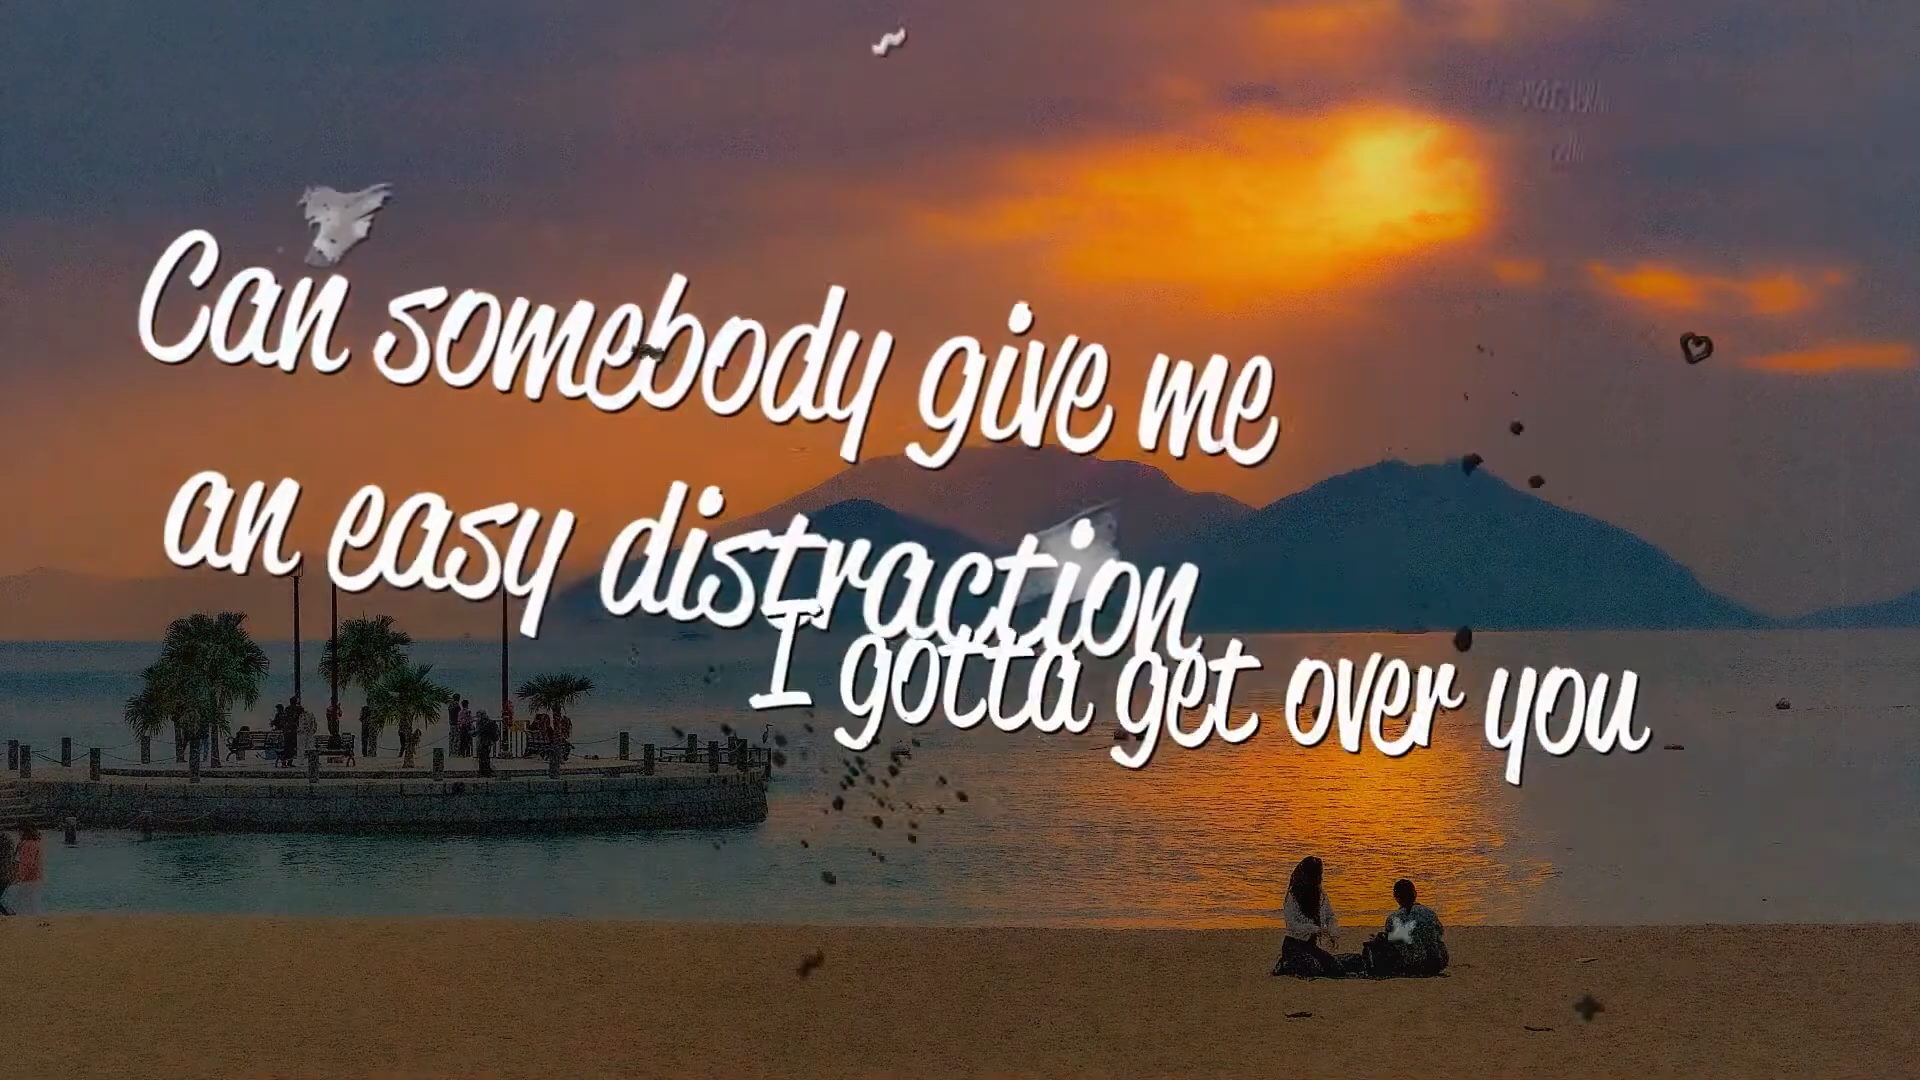 Can somebody give me
an easy distraction
I gotta get over you